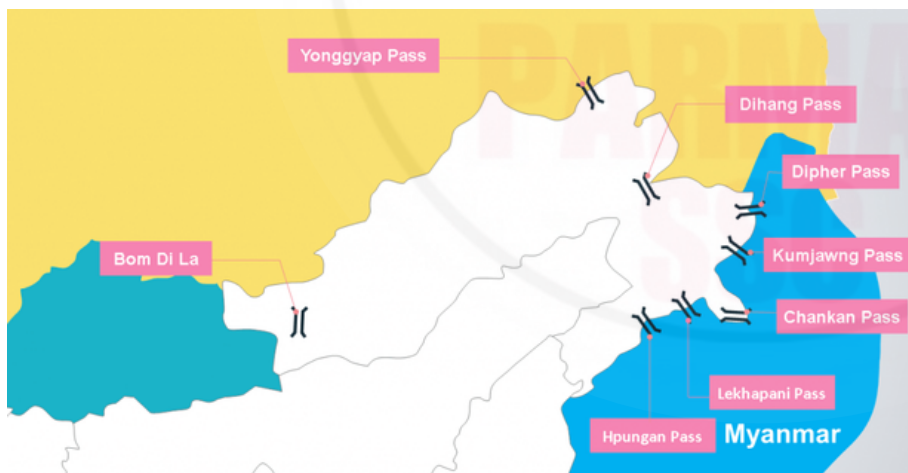 Yonggyap Pass
Dihang Pass
Dipher Pass
Bom Di La
Kumjawng Pass
Chankan Pass
Lekhapani Pass
Hpungan Pass
Myanmar